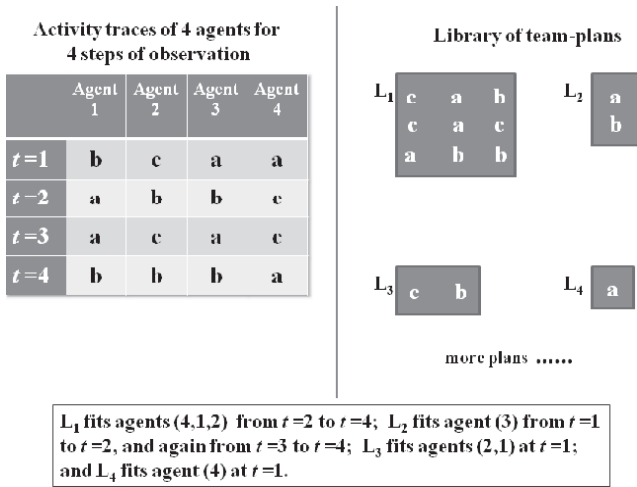 Activity traces of 4 agents for
4 steps of observation
Agent 1 Agent 2 Agent 3 Agent 4
t=1 b c a a
t=2 a b b c
t=3 a c a c
t=4 b b b a
Library of team-plans
L1
c a b
c a c
a b b
L2
a
b
L3 c b
L4 a
more plans ......
L1 fits agents (4,1,2) from t=2 to t=4; L2 fits agent (3) from t=1
to t=2, and again from t=3 to t=4; L3 fits agents (2,1) at t=1;
and L4 fits agent (4) at t=1.